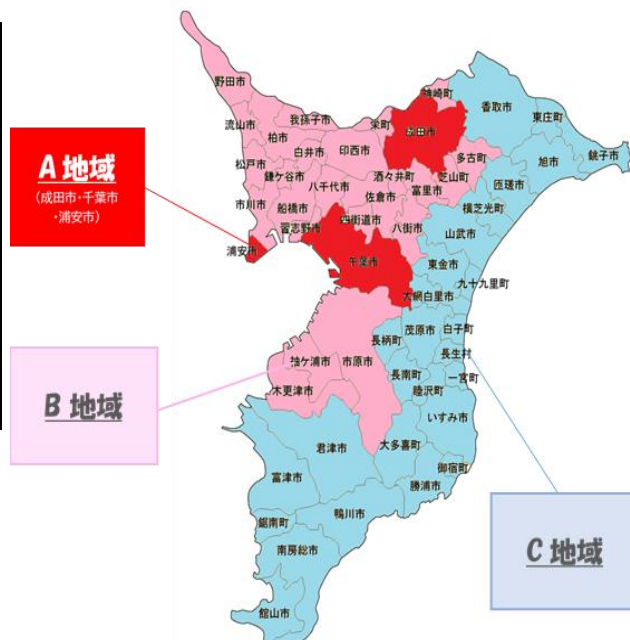 A 地域
(成田市・千葉市
・浦安市)
B 地域
C 地域
野田市
流山市
我孫子市
柏市
白井市
印西市
栄町
神崎町
成田市
香取市
東庄町
銚子市
旭市
匝瑳市
多古町
芝山町
横芝光町
松戸市
鎌ケ谷市
八千代市
酒々井町
富里市
佐倉市
市川市
船橋市
習志野市
四街道市
八街市
山武市
浦安市
千葉市
東金市
九十九里町
大網白里市
茂原市
白子町
長柄町
長生村
袖ケ浦市
市原市
長南町
一宮町
睦沢町
木更津市
いすみ市
君津市
大多喜町
御宿町
富津市
勝浦市
鴨川市
鋸南町
南房総市
館山市